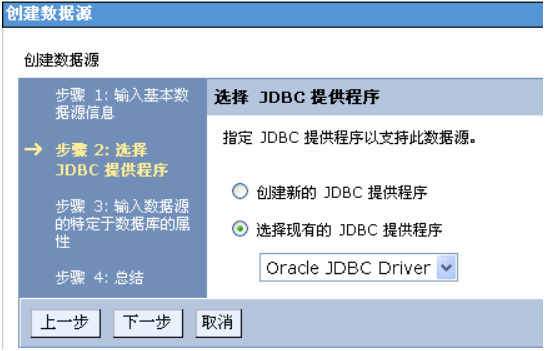 创建数据源
创建数据源
步骤 1: 输入基本数
据源信息
→ 步骤 2: 选择
JDBC 提供程序
步骤 3: 输入数据源
的特定于数据库的属
性
步骤 4: 总结
选择 JDBC 提供程序
指定 JDBC 提供程序以支持此数据源。
创建新的 JDBC 提供程序
选择现有的 JDBC 提供程序
Oracle JDBC Driver
上一步 下一步 取消